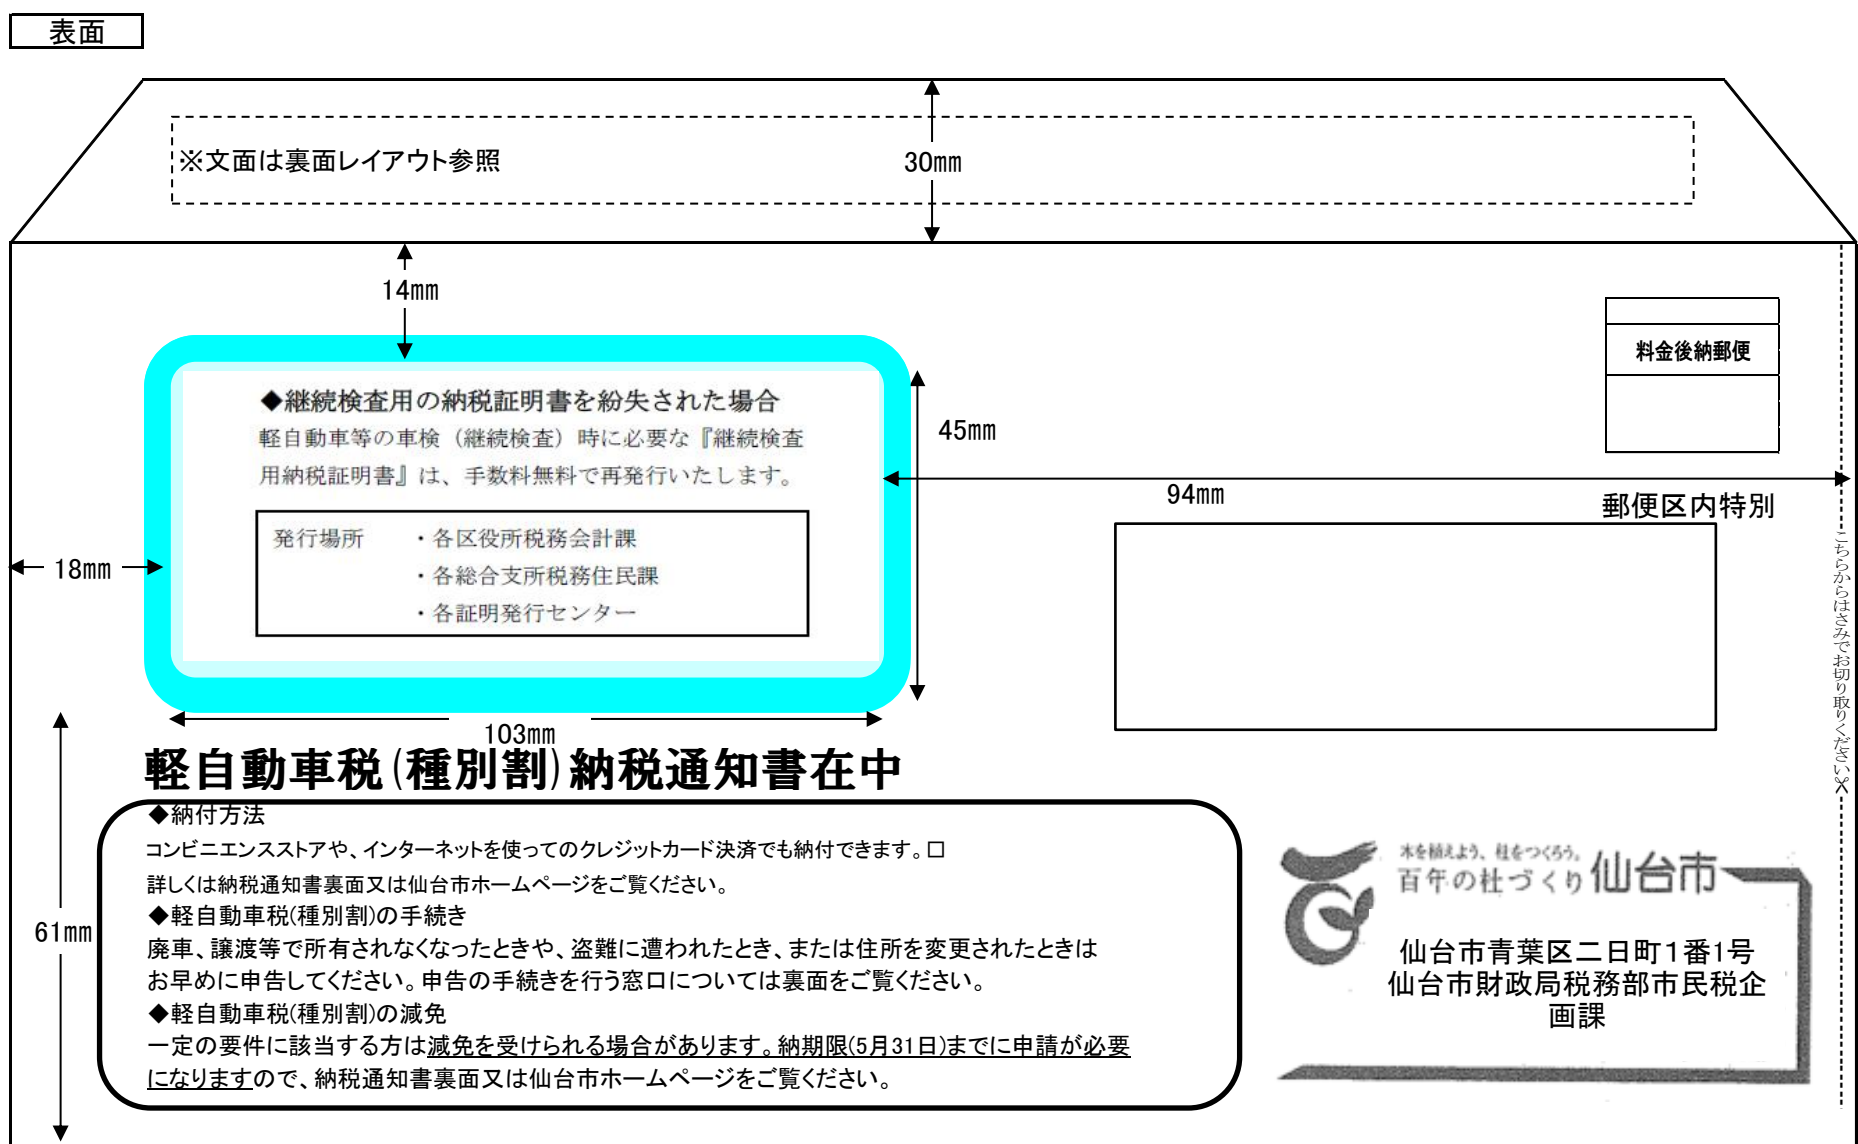 表面
※文面は裏面レイアウト参照
30mm
14mm
料金後納郵便
◆継続検査用の納税証明書を紛失された場合
軽自動車等の車検（継続検査）時に必要な『継続検査
用納税証明書』は、手数料無料で再発行いたします。
45mm
94mm
郵便区内特別
発行場所　・各区役所税務会計課
・各総合支所税務住民課
・各証明発行センター
18mm
こちらからはさみでお切り取りください✂
103mm
軽自動車税(種別割)納税通知書在中
◆納付方法
コンビニエンスストアや、インターネットを使ってのクレジットカード決済でも納付できます。□
詳しくは納税通知書裏面又は仙台市ホームページをご覧ください。
◆軽自動車税(種別割)の手続き
廃車、譲渡等で所有されなくなったときや、盗難に遭われたとき、または住所を変更されたときは
お早めに申告してください。申告の手続きを行う窓口については裏面をご覧ください。
◆軽自動車税(種別割)の減免
一定の要件に該当する方は減免を受けられる場合があります。納期限(5月31日)までに申請が必要
になりますので、納税通知書裏面又は仙台市ホームページをご覧ください。
61mm
木を植えよう、杜をつくろう。
百年の杜づくり 仙台市
仙台市青葉区二日町1番1号
仙台市財政局税務部市民税企
画課